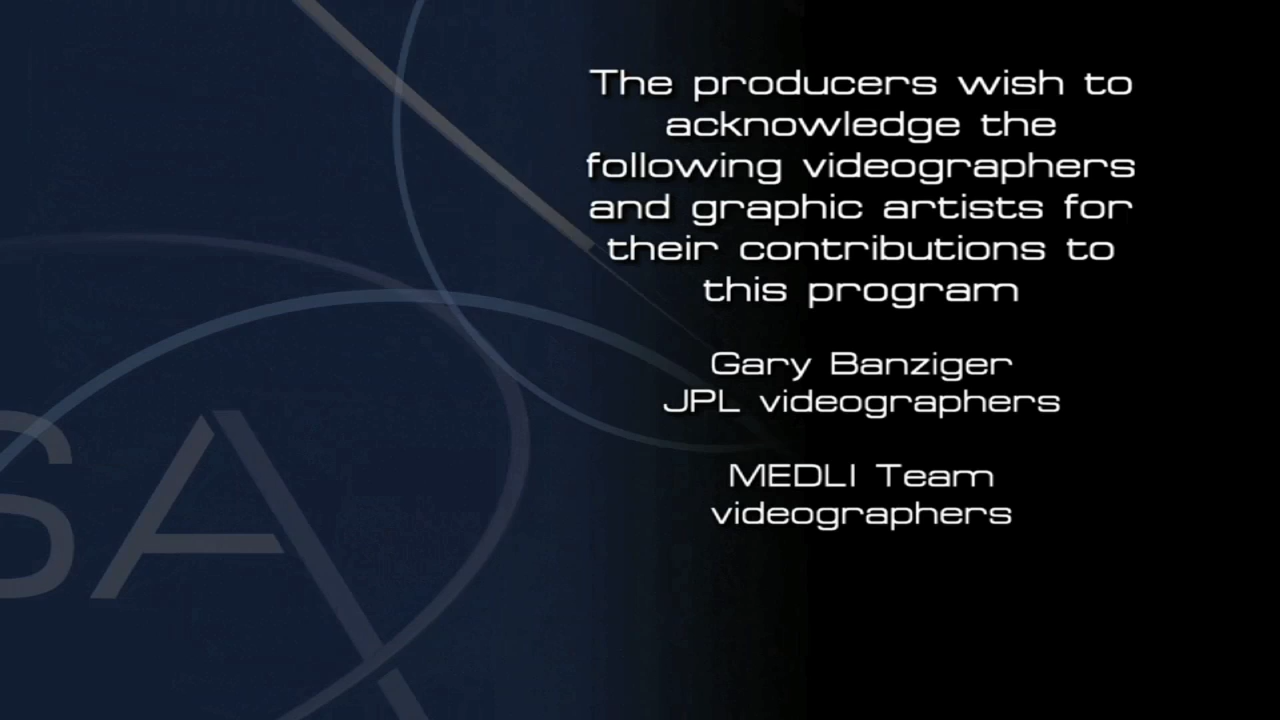 The producers wish to
acknowledge the
following videographers
and graphic artists for
their contributions to
this program
Gary Banziger
JPL videographers
MEDLI Team
videographers
SA